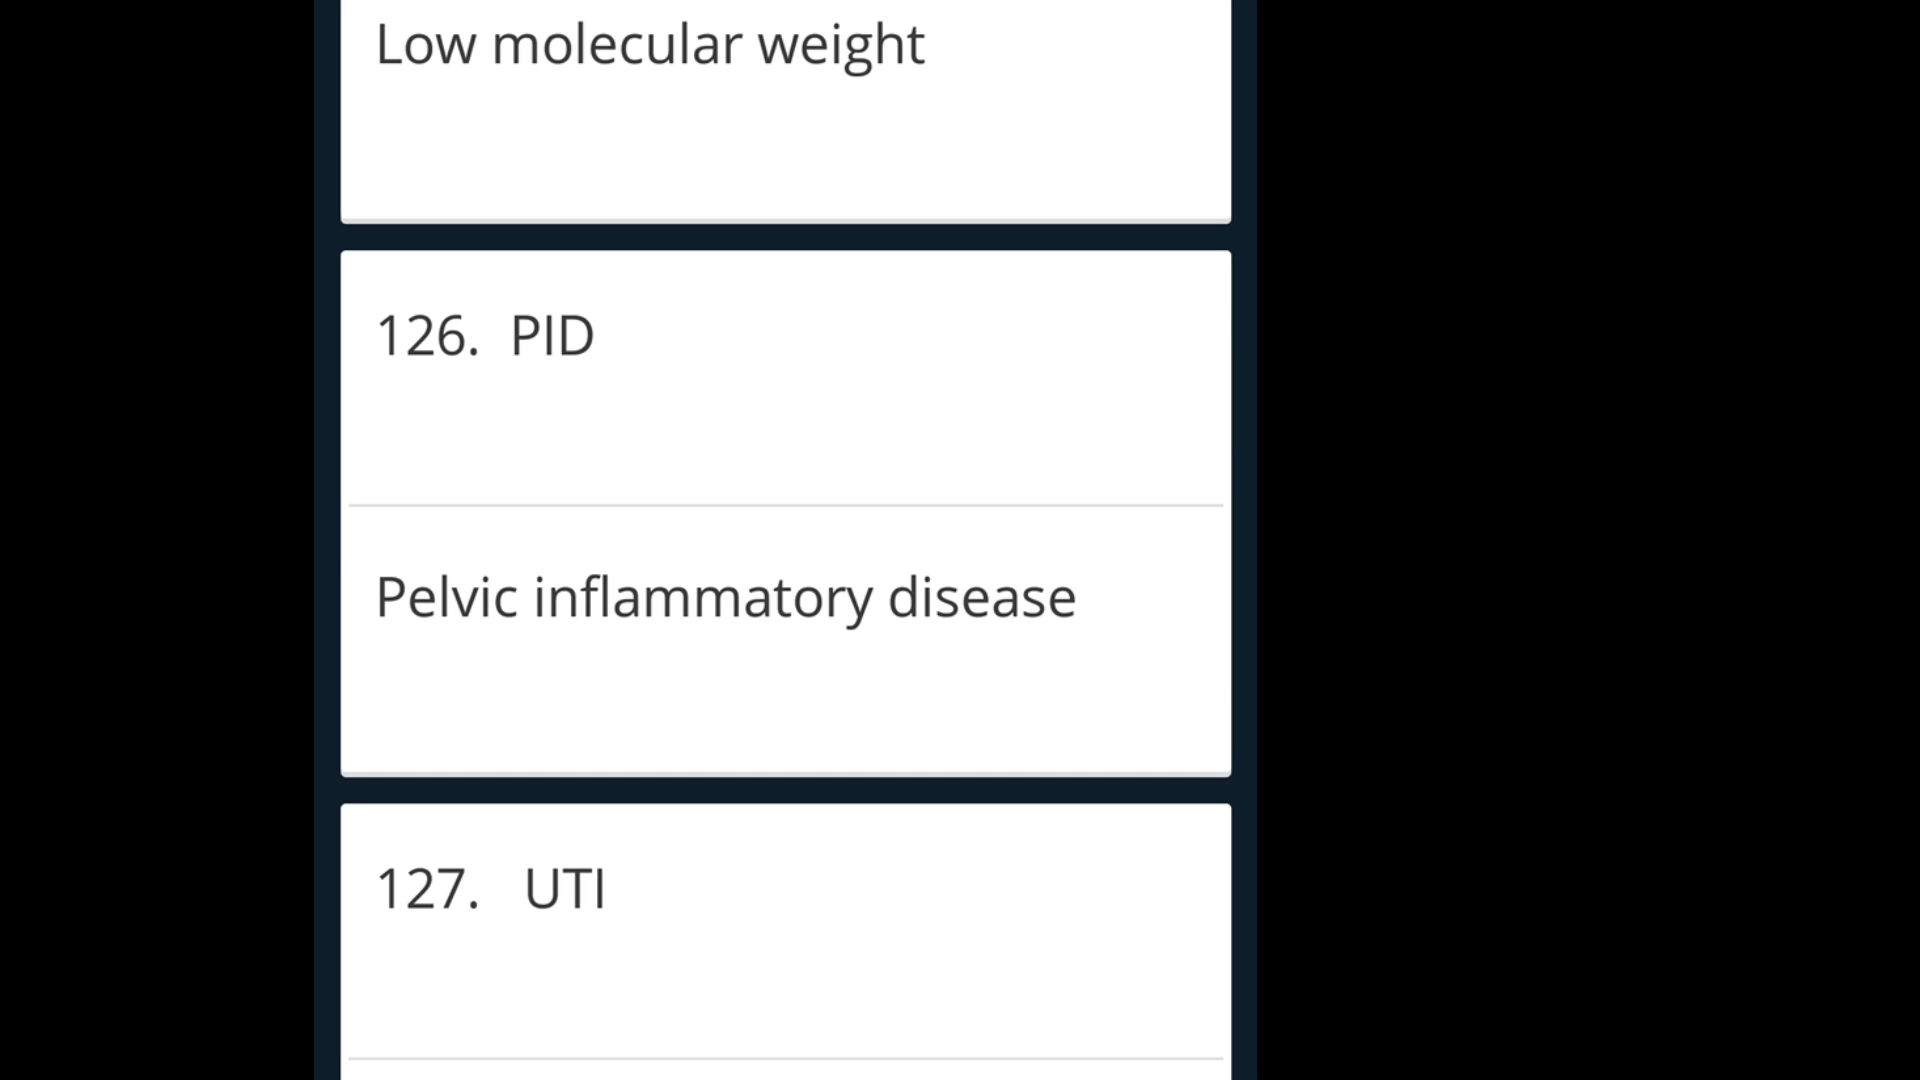 Low molecular weight
126. PID
Pelvic inflammatory disease
127. UTI